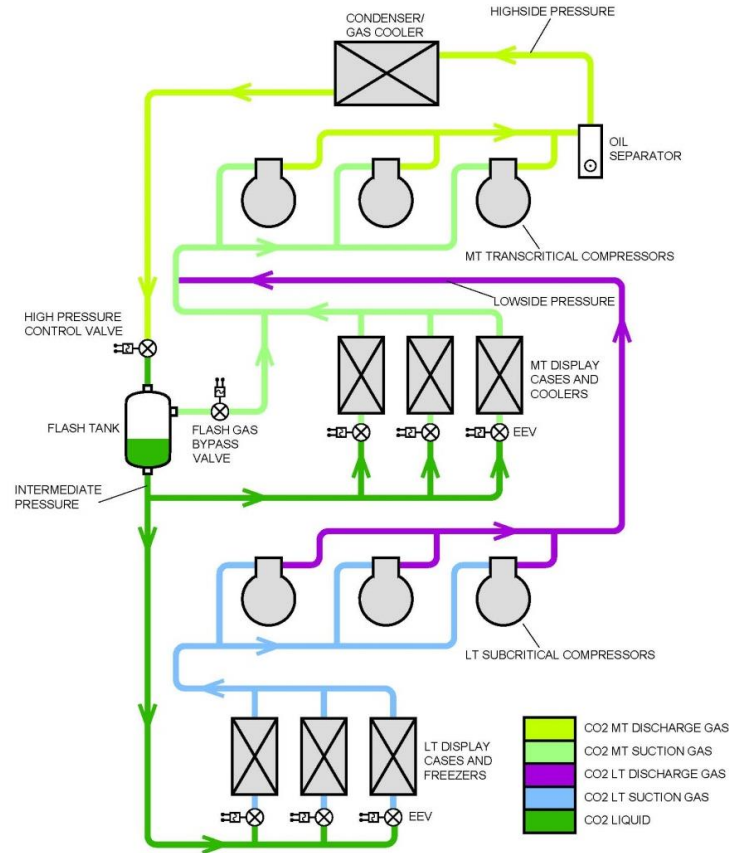 HIGHSIDE PRESSURE
CONDENSER/
GAS COOLER
OIL
SEPARATOR
MT TRANSCRITICAL COMPRESSORS
LOWSIDE PRESSURE
HIGH PRESSURE
CONTROL VALVE
MT DISPLAY
CASES AND
COOLERS
FLASH TANK
FLASH GAS
BYPASS
VALVE
EEV
INTERMEDIATE
PRESSURE
LT SUBCRITICAL COMPRESSORS
LT DISPLAY
CASES AND
FREEZERS
EEV
CO2 MT DISCHARGE GAS
CO2 MT SUCTION GAS
CO2 LT DISCHARGE GAS
CO2 LT SUCTION GAS
CO2 LIQUID